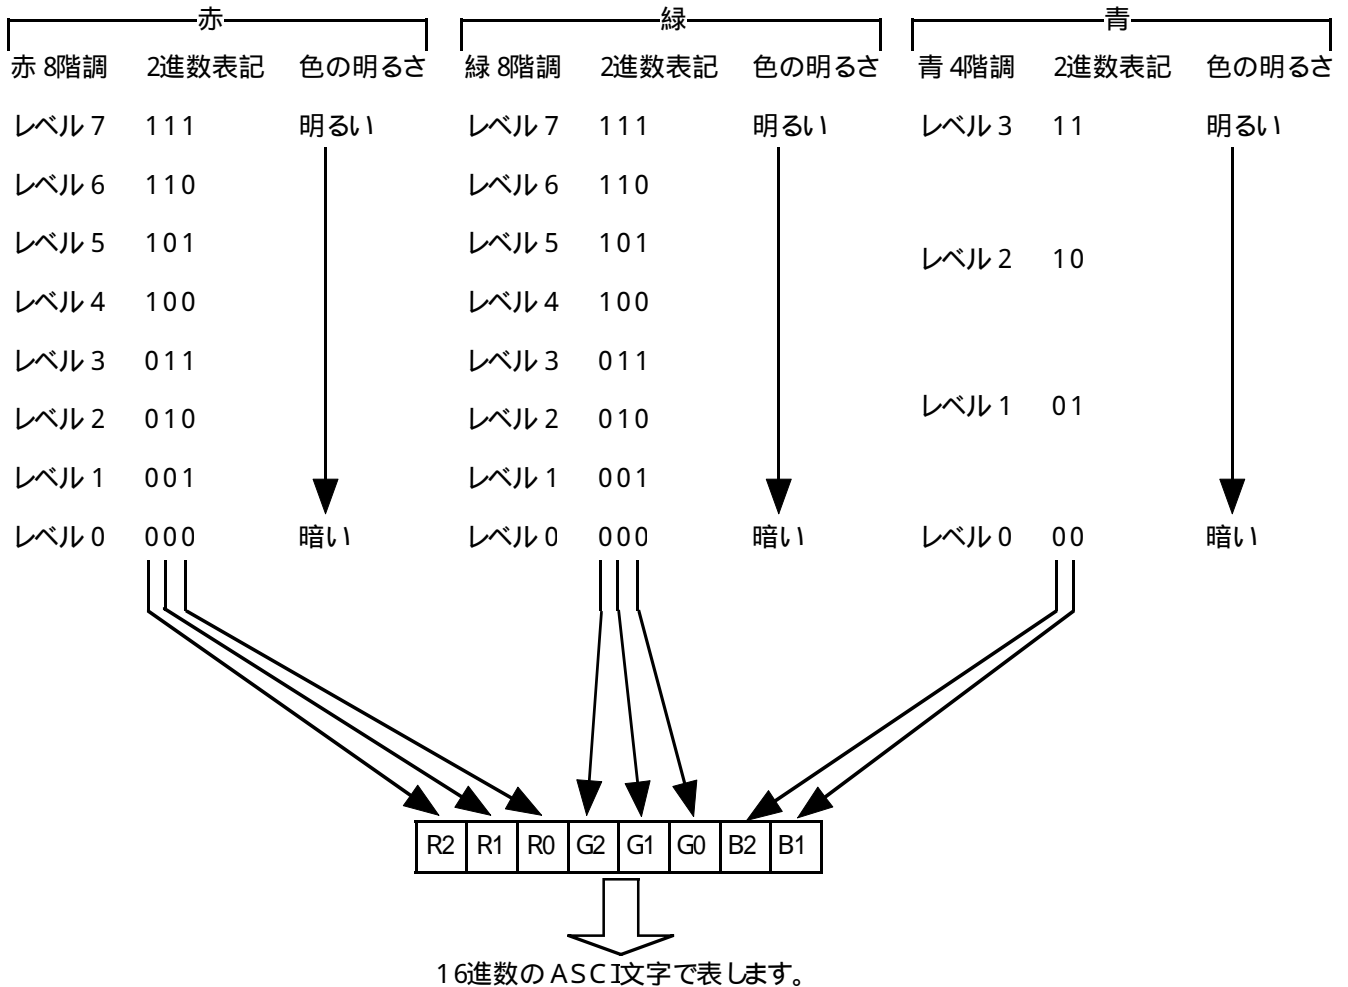 赤 緑 青
赤 8階調 2進数表記 色の明るさ 緑 8階調 2進数表記 色の明るさ 青 4階調 2進数表記 色の明るさ
レベル 7 111 明るい レベル 7 111 明るい レベル 3 11 明るい
レベル 6 110 レベル 6 110
レベル 5 101 レベル 5 101
レベル 2 10
レベル 4 100 レベル 4 100
レベル 3 011 レベル 3 011
レベル 1 01
レベル 2 010 レベル 2 010
レベル 1 001 レベル 1 001
レベル 0 000 暗い レベル 0 000 暗い レベル 0 00 暗い
R2 R1 R0 G2 G1 G0 B2 B1
16進数のASCI文字で表します。